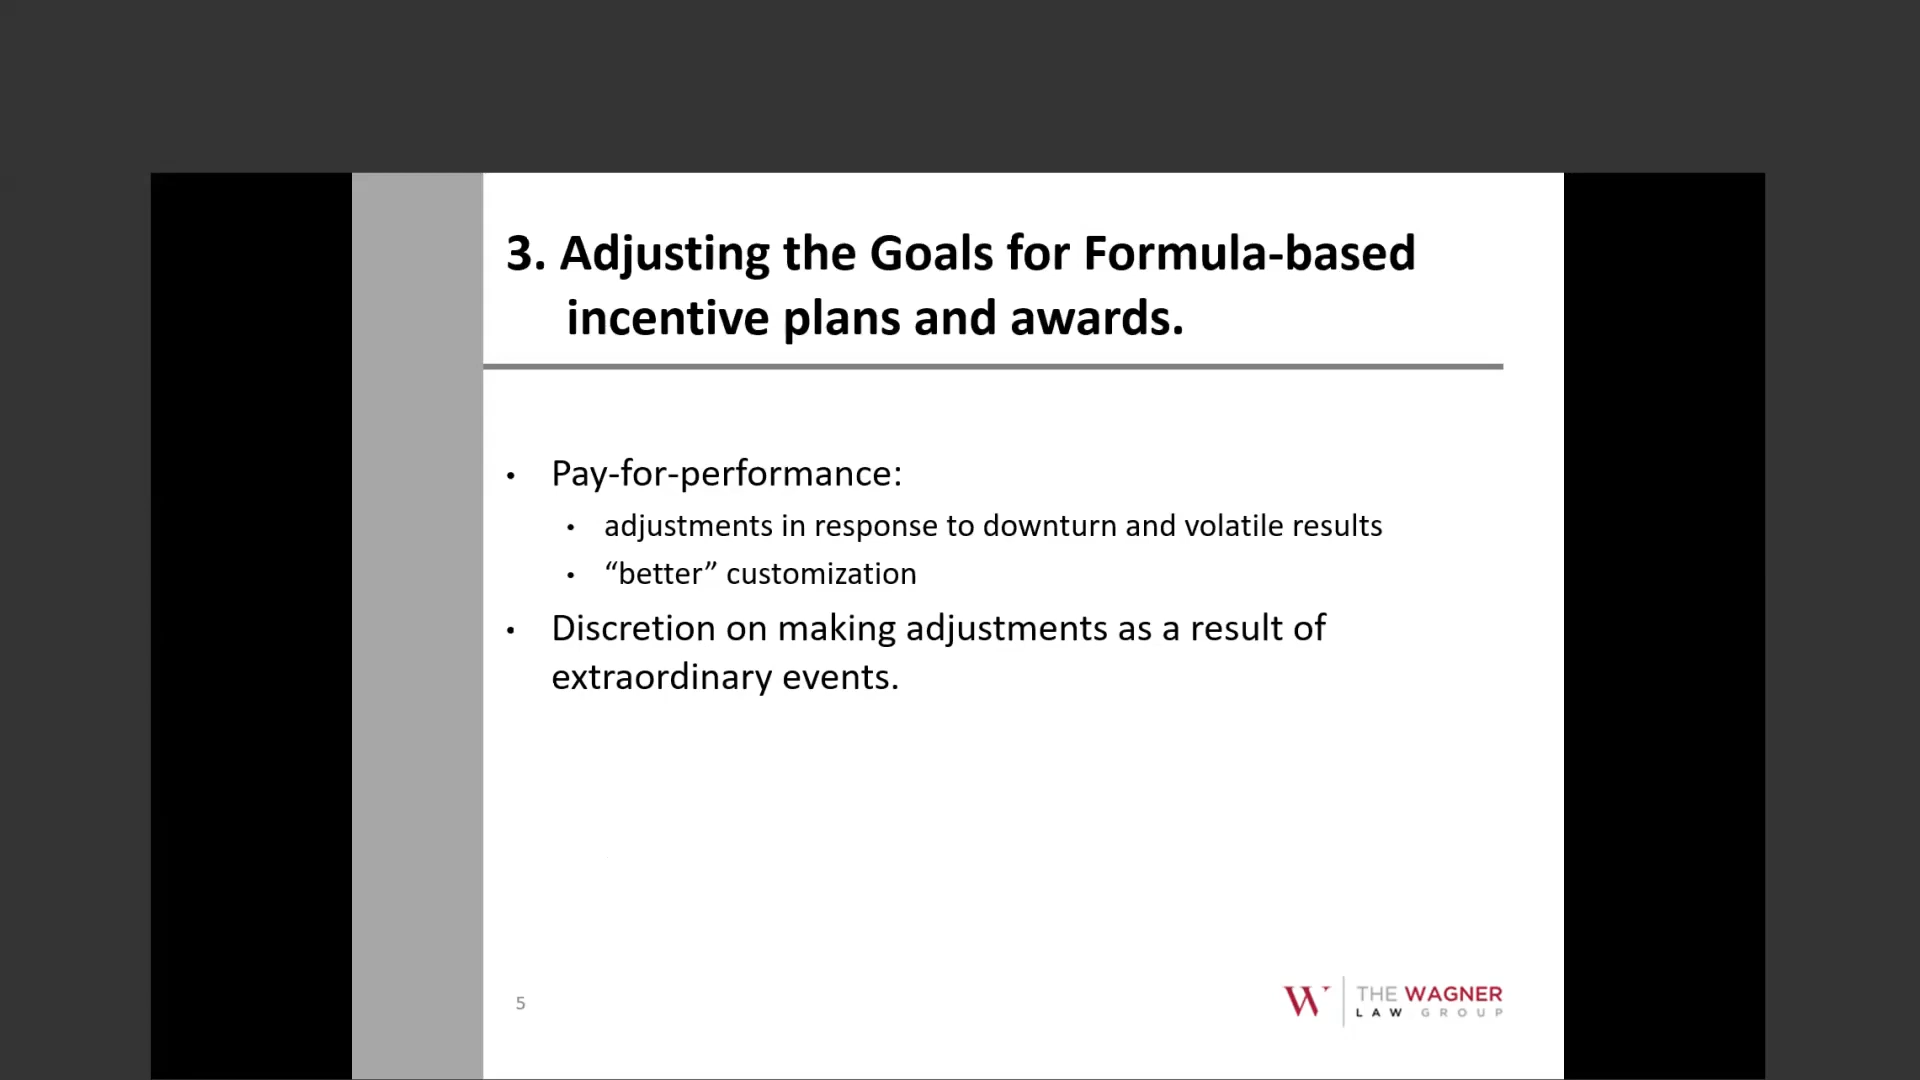 3. Adjusting the Goals for Formula-based
incentive plans and awards.
• Pay-for-performance:
• adjustments in response to downturn and volatile results
• “better” customization
• Discretion on making adjustments as a result of
extraordinary events.
5
W THE WAGNER
LAW GROUP